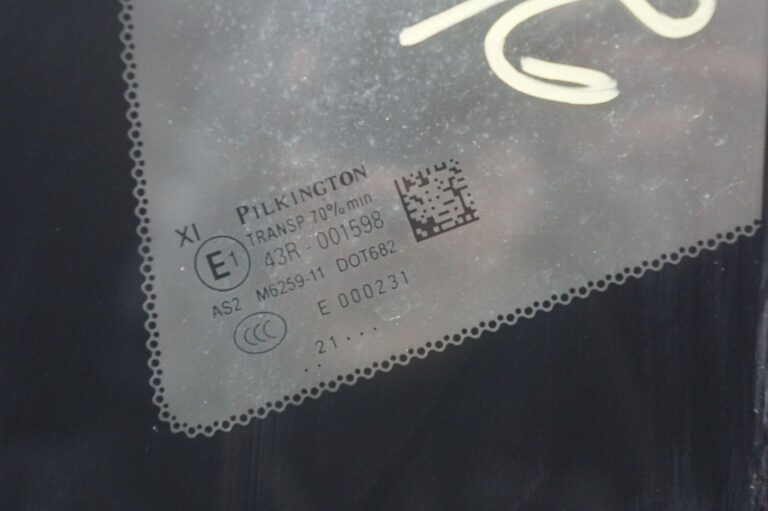 XI PILKINGTON
TRANSP. 70% min.
E1 43R - 001598
AS2 M6259-11 DOT682
CCC E 000231
. . 21 . . .